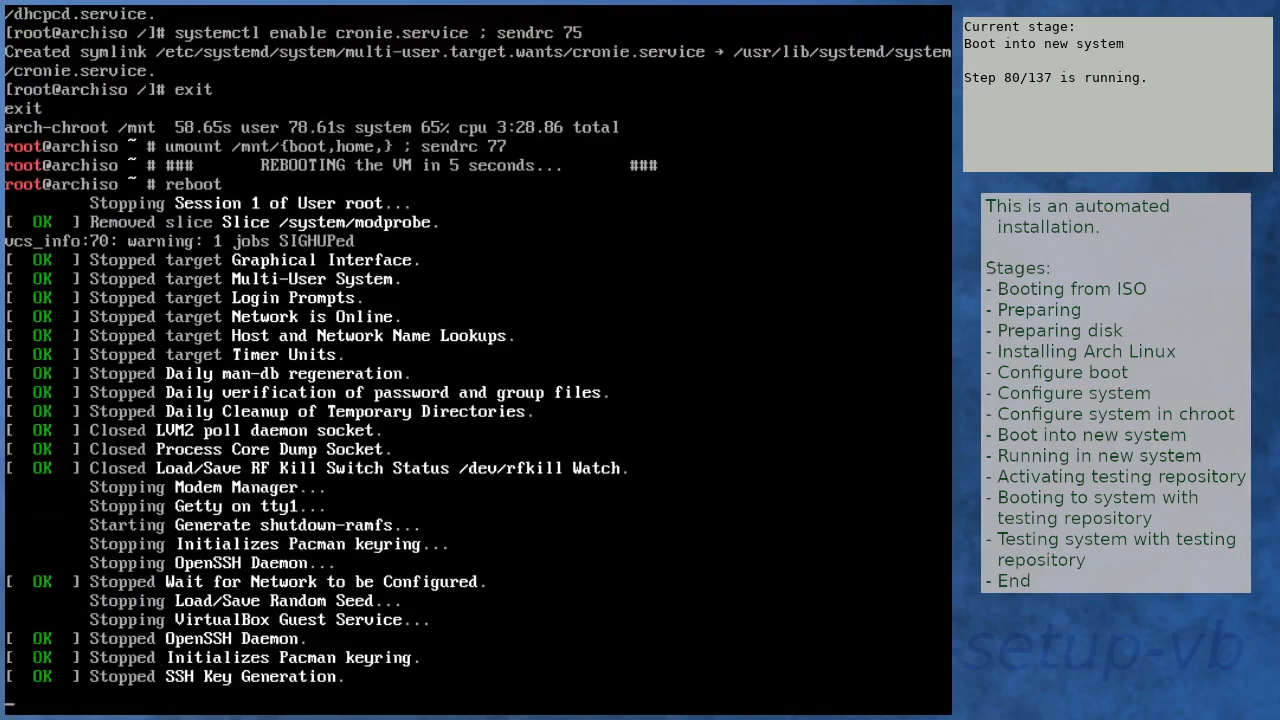 /dhcpcd.service.
[root@archiso /]# systemctl enable cronie.service ; sendrc 75
Created symlink /etc/systemd/system/multi-user.target.wants/cronie.service → /usr/lib/systemd/system
/cronie.service.
[root@archiso /]# exit
exit
arch-chroot /mnt  58.65s user 78.61s system 65% cpu 3:28.86 total
root@archiso ~ # umount /mnt/{boot,home,} ; sendrc 77
root@archiso ~ # ###       REBOOTING the VM in 5 seconds...       ###
root@archiso ~ # reboot
         Stopping Session 1 of User root...
[  OK  ] Removed slice Slice /system/modprobe.
vcs_info:70: warning: 1 jobs SIGHUPed
[  OK  ] Stopped target Graphical Interface.
[  OK  ] Stopped target Multi-User System.
[  OK  ] Stopped target Login Prompts.
[  OK  ] Stopped target Network is Online.
[  OK  ] Stopped target Host and Network Name Lookups.
[  OK  ] Stopped target Timer Units.
[  OK  ] Stopped Daily man-db regeneration.
[  OK  ] Stopped Daily verification of password and group files.
[  OK  ] Stopped Daily Cleanup of Temporary Directories.
[  OK  ] Closed LVM2 poll daemon socket.
[  OK  ] Closed Process Core Dump Socket.
[  OK  ] Closed Load/Save RF Kill Switch Status /dev/rfkill Watch.
         Stopping Modem Manager...
         Stopping Getty on tty1...
         Starting Generate shutdown-ramfs...
         Stopping Initializes Pacman keyring...
         Stopping OpenSSH Daemon...
[  OK  ] Stopped Wait for Network to be Configured.
         Stopping Load/Save Random Seed...
         Stopping VirtualBox Guest Service...
[  OK  ] Stopped OpenSSH Daemon.
[  OK  ] Stopped Initializes Pacman keyring.
[  OK  ] Stopped SSH Key Generation.
_
Current stage:
Boot into new system
Step 80/137 is running.
This is an automated
installation.
Stages:
- Booting from ISO
- Preparing
- Preparing disk
- Installing Arch Linux
- Configure boot
- Configure system
- Configure system in chroot
- Boot into new system
- Running in new system
- Activating testing repository
- Booting to system with
testing repository
- Testing system with testing
repository
- End
setup-vb